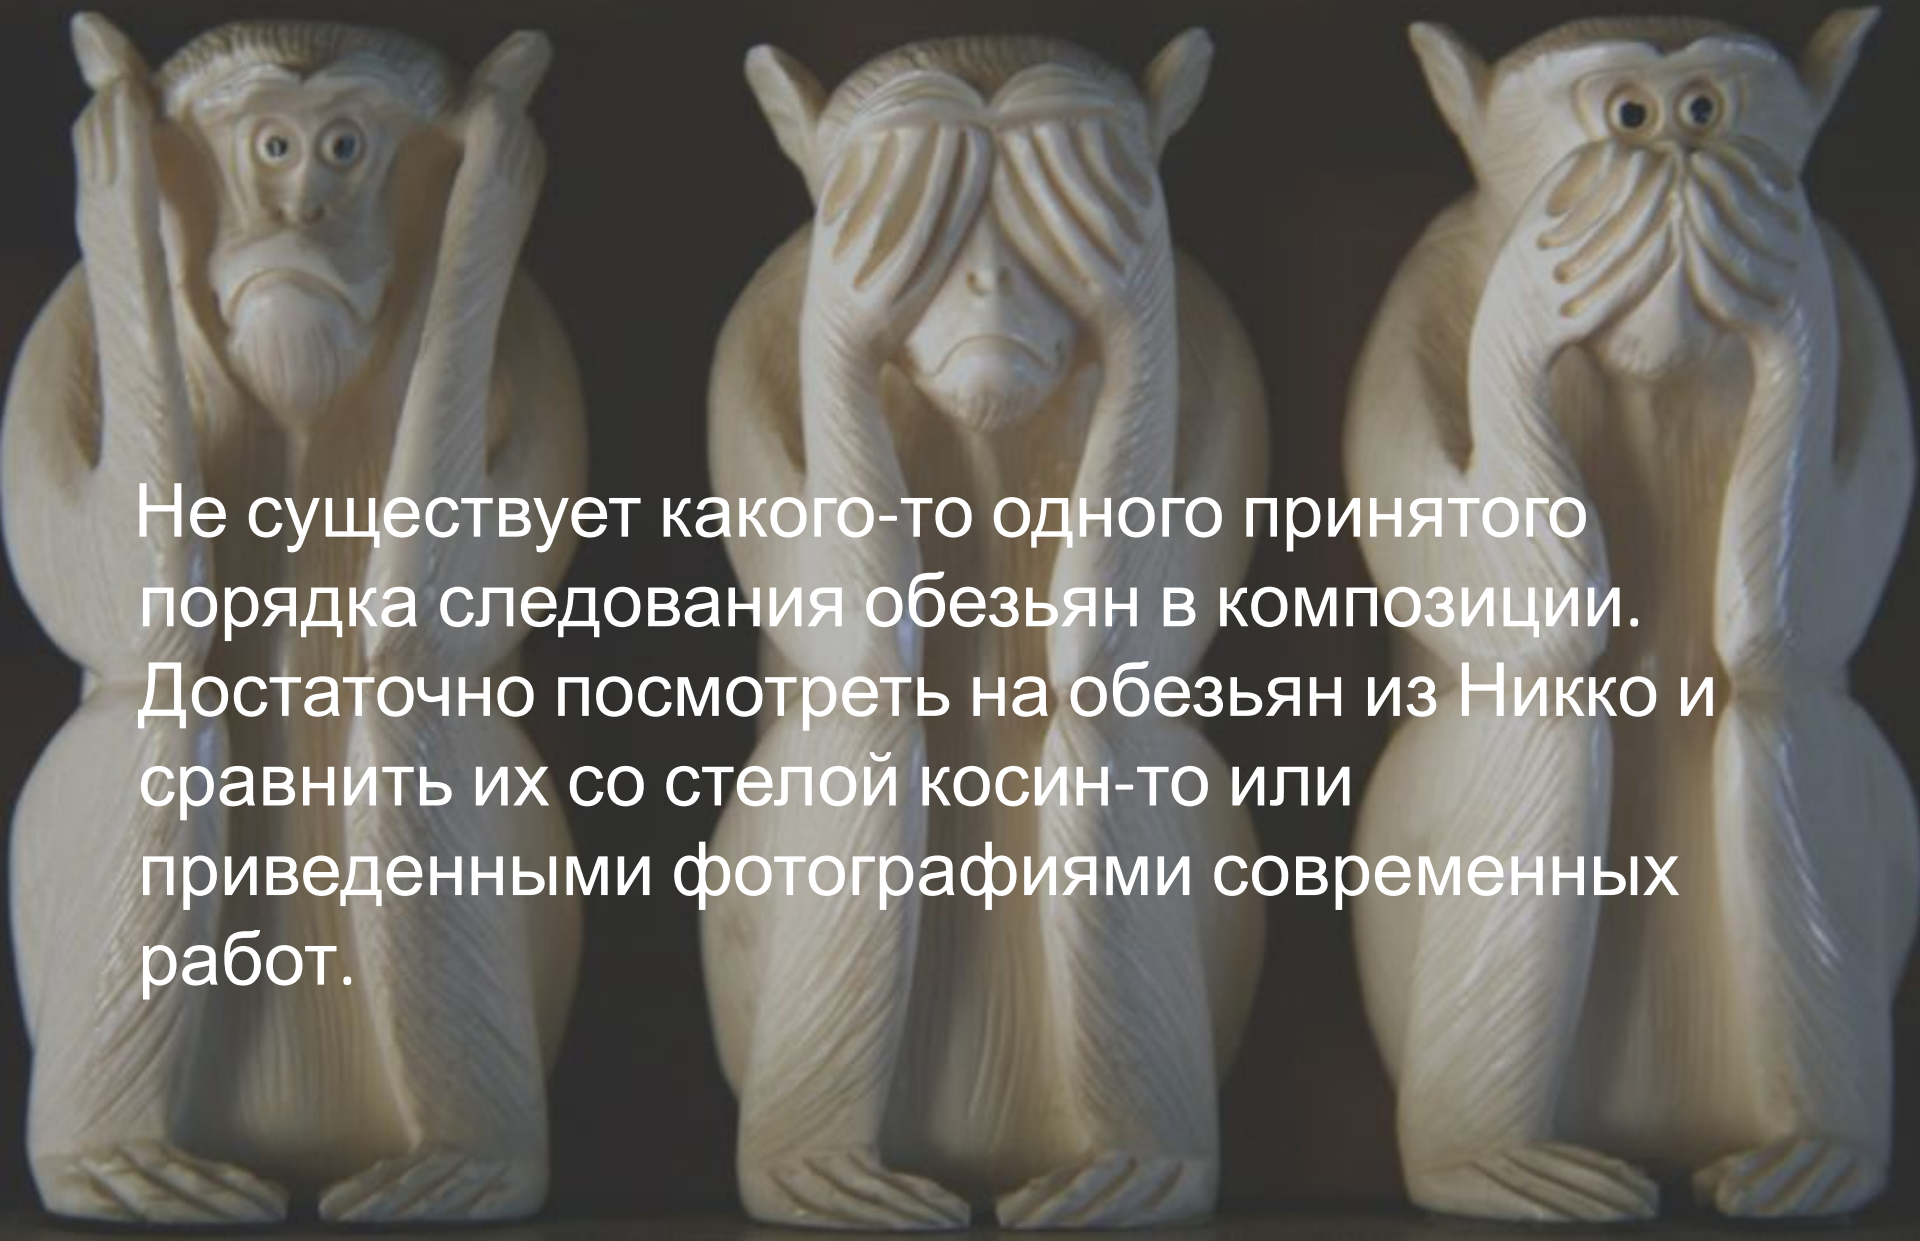 Не существует какого-то одного принятого
порядка следования обезьян в композиции.
Достаточно посмотреть на обезьян из Никко и
сравнить их со стелой косин-то или
приведенными фотографиями современных
работ.